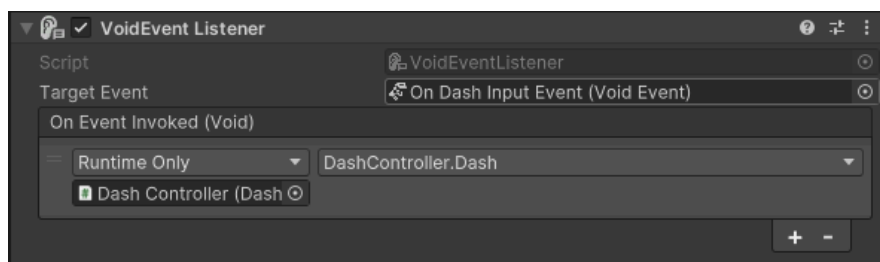 VoidEvent Listener
Script VoidEventListener
Target Event On Dash Input Event (Void Event)
On Event Invoked (Void)
Runtime Only DashController.Dash
Dash Controller (Dash